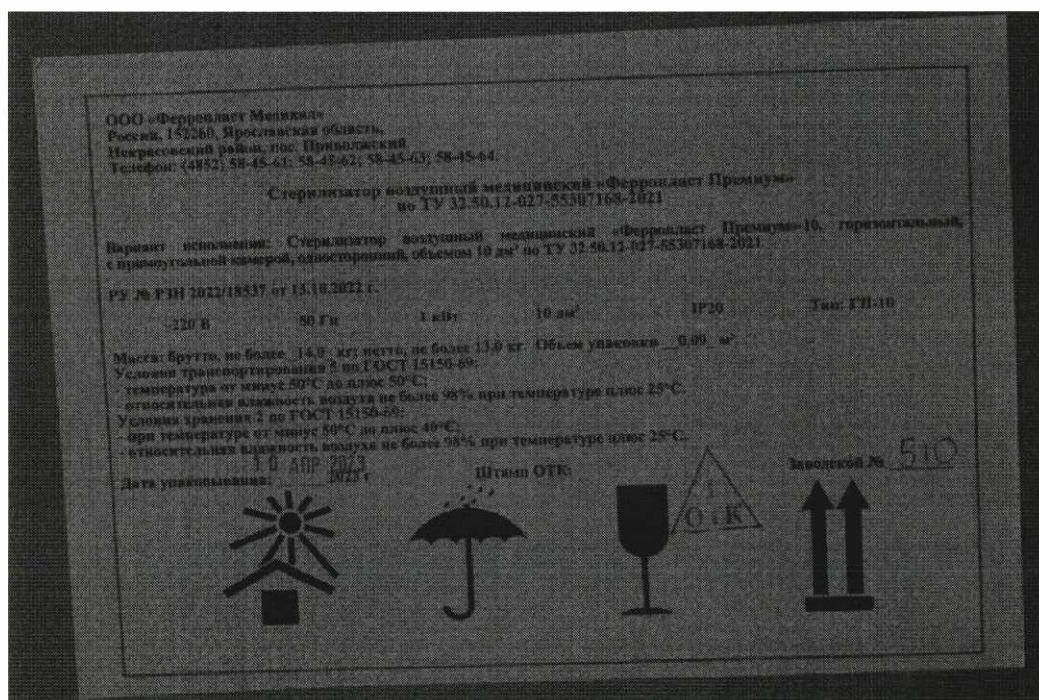 ООО «Ферропласт Медикал»
Россия, 152260, Ярославская область,
Некрасовский район, пос. Приволжский
Телефон: (4852) 58-45-61; 58-45-62; 58-45-63; 58-45-64.
Стерилизатор воздушный медицинский «Ферропласт Премиум»
по ТУ 32.50.12-027-55307168-2021
Вариант исполнения: Стерилизатор воздушный медицинский «Ферропласт Премиум»-10, горизонтальный,
с прямоугольной камерой, односторонний, объемом 10 дм³ по ТУ 32.50.12-027-55307168-2021
РУ № РЗН 2022/18537 от 13.10.2022 г.
~220 В 50 Гц 1 кВт 10 дм³ IP20 Тип: ГП-10
Масса: брутто, не более 14,0 кг; нетто, не более 13,0 кг. Объем упаковки 0,09 м³.
Условия транспортирования 5 по ГОСТ 15150-69:
- температура от минус 50°С до плюс 50°С;
- относительная влажность воздуха не более 98% при температуре плюс 25°С.
Условия хранения 2 по ГОСТ 15150-69:
- при температуре от минус 50°С до плюс 40°С;
- относительная влажность воздуха не более 98% при температуре плюс 25°С.
10 АПР 2023
Дата упаковывания: 2023 г Штамп ОТК: Заводской № 510
1
ОтК